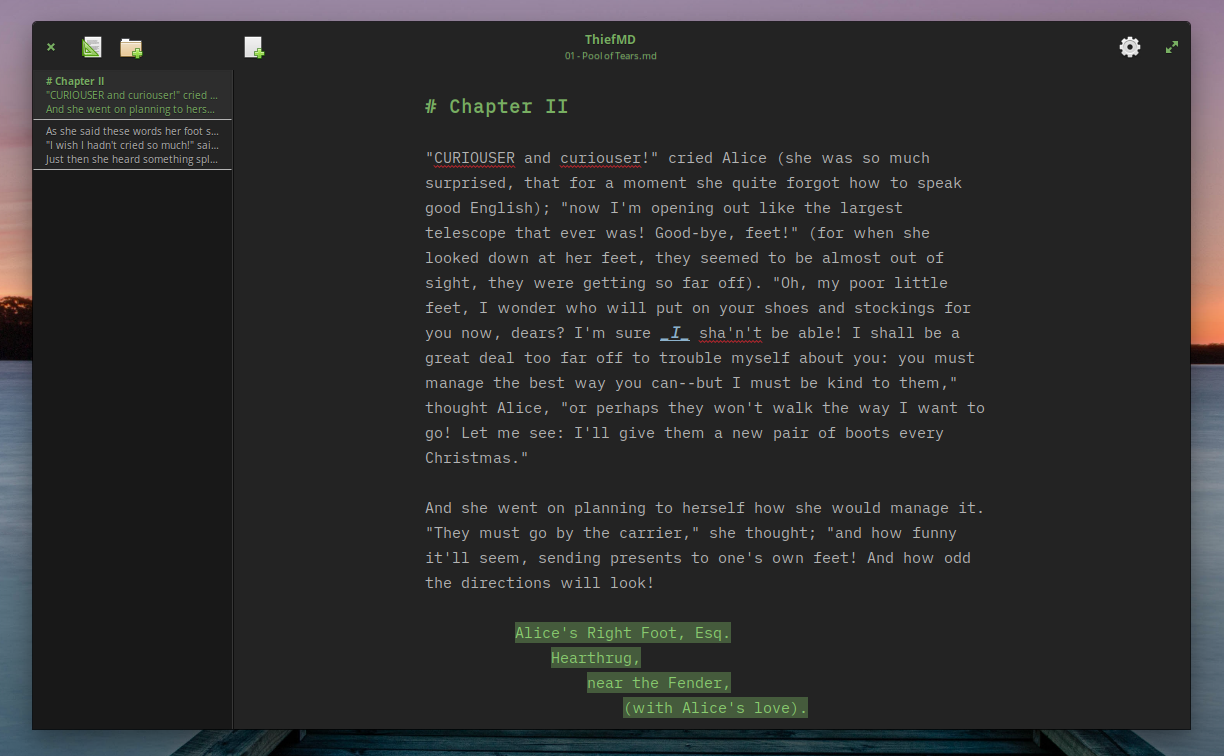 ThiefMD
01 - Pool of Tears.md
# Chapter II
"CURIOUSER and curiouser!" cried ...
And she went on planning to hers...
As she said these words her foot s...
"I wish I hadn't cried so much!" sai...
Just then she heard something spl...
# Chapter II
"CURIOUSER and curiouser!" cried Alice (she was so much
surprised, that for a moment she quite forgot how to speak
good English); "now I'm opening out like the largest
telescope that ever was! Good-bye, feet!" (for when she
looked down at her feet, they seemed to be almost out of
sight, they were getting so far off). "Oh, my poor little
feet, I wonder who will put on your shoes and stockings for
you now, dears? I'm sure _I_ sha'n't be able! I shall be a
great deal too far off to trouble myself about you: you must
manage the best way you can--but I must be kind to them,"
thought Alice, "or perhaps they won't walk the way I want to
go! Let me see: I'll give them a new pair of boots every
Christmas."
And she went on planning to herself how she would manage it.
"They must go by the carrier," she thought; "and how funny
it'll seem, sending presents to one's own feet! And how odd
the directions will look!
Alice's Right Foot, Esq.
Hearthrug,
near the Fender,
(with Alice's love).